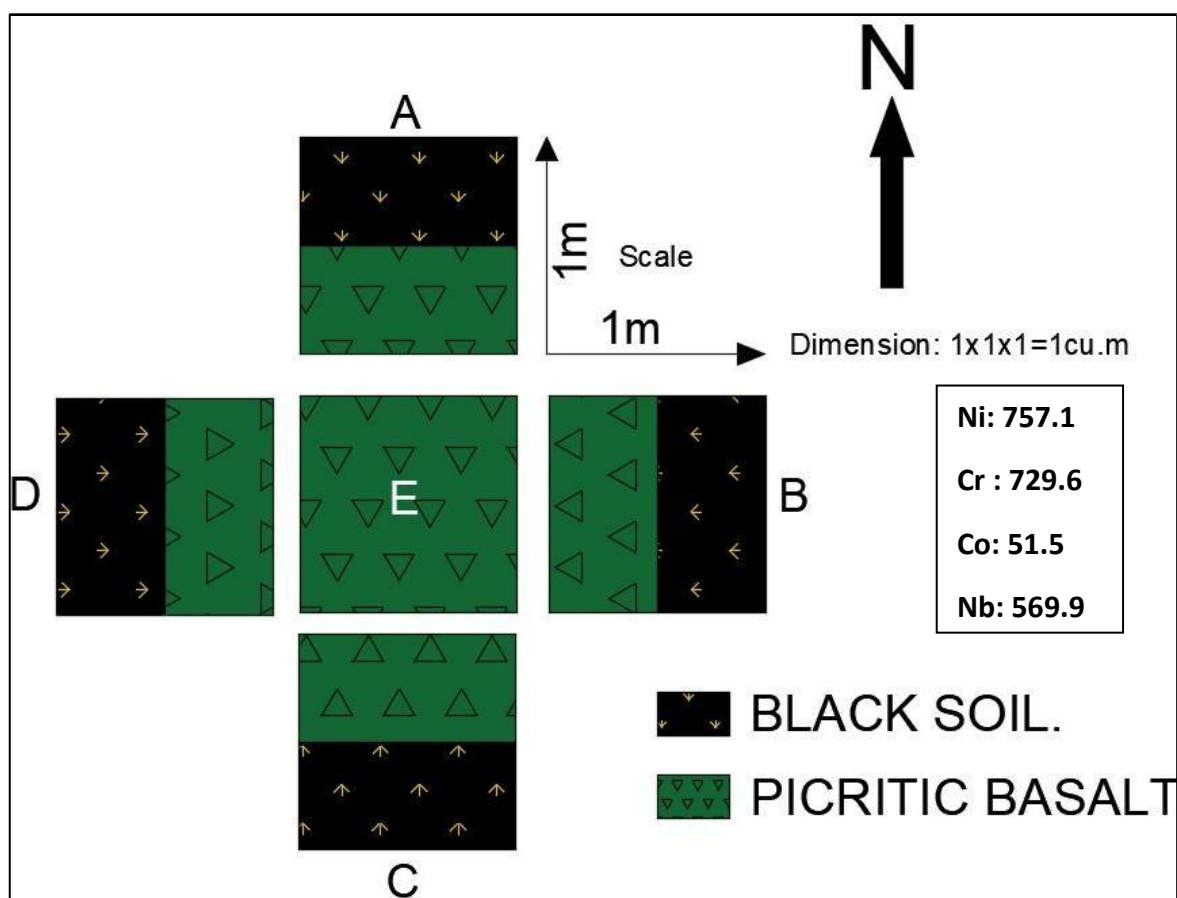 N
A
1m
Scale
1m
Dimension: 1x1x1=1cu.m
Ni: 757.1
Cr : 729.6
Co: 51.5
Nb: 569.9
D
E
B
BLACK SOIL.
PICRITIC BASALT
C